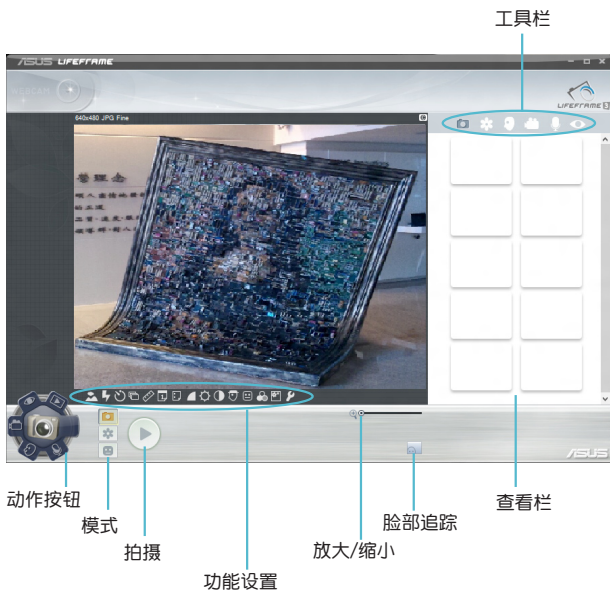 工具栏
ASUS LIFEFRAME
LIFEFRAME 3
640x480 JPG Fine
ASUS
动作按钮
模式
拍摄
功能设置
放大/缩小
脸部追踪
查看栏